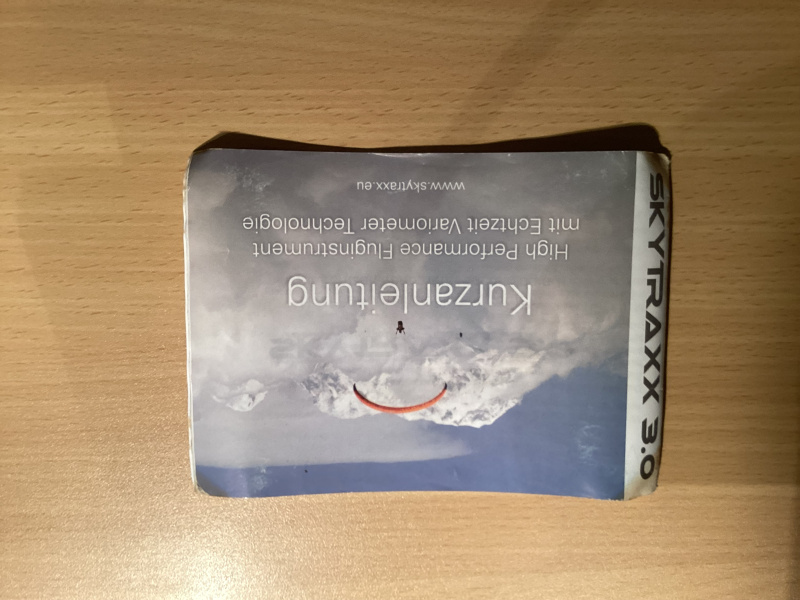 SKYTRAXX 3.0
Kurzanleitung
High Performance Fluginstrument
mit Echtzeit Variometer Technologie
www.skytraxx.eu